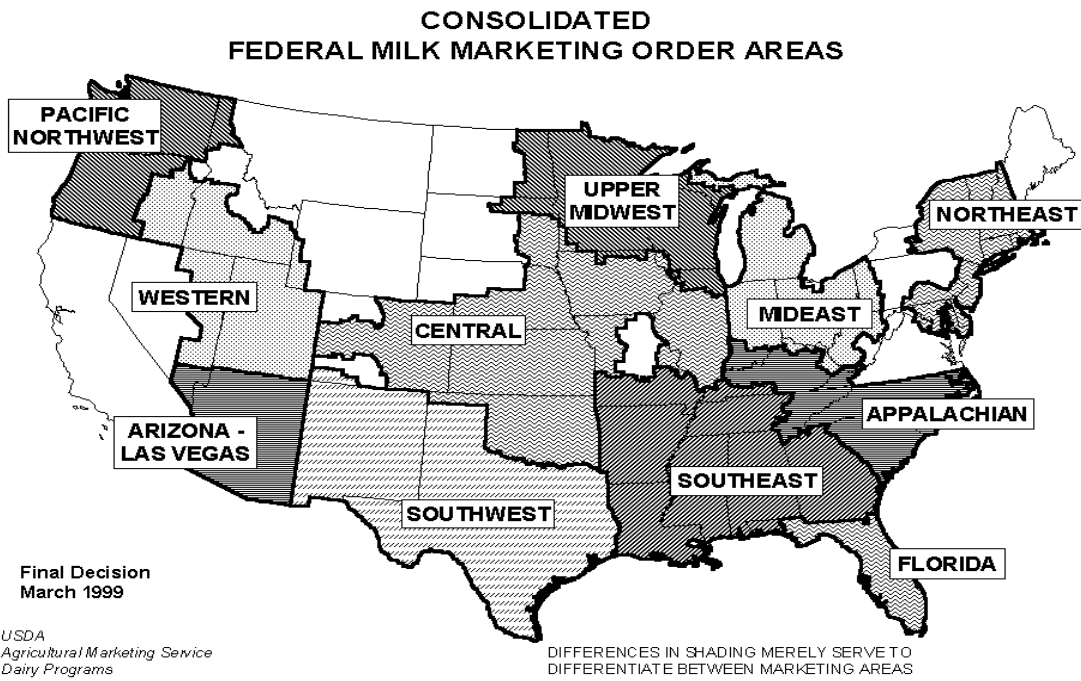 CONSOLIDATED
FEDERAL MILK MARKETING ORDER AREAS
PACIFIC
NORTHWEST
UPPER
MIDWEST
NORTHEAST
WESTERN
CENTRAL
MIDEAST
APPALACHIAN
ARIZONA -
LAS VEGAS
SOUTHEAST
SOUTHWEST
FLORIDA
Final Decision
March 1999
USDA
Agricultural Marketing Service
Dairy Programs
DIFFERENCES IN SHADING MERELY SERVE TO
DIFFERENTIATE BETWEEN MARKETING AREAS